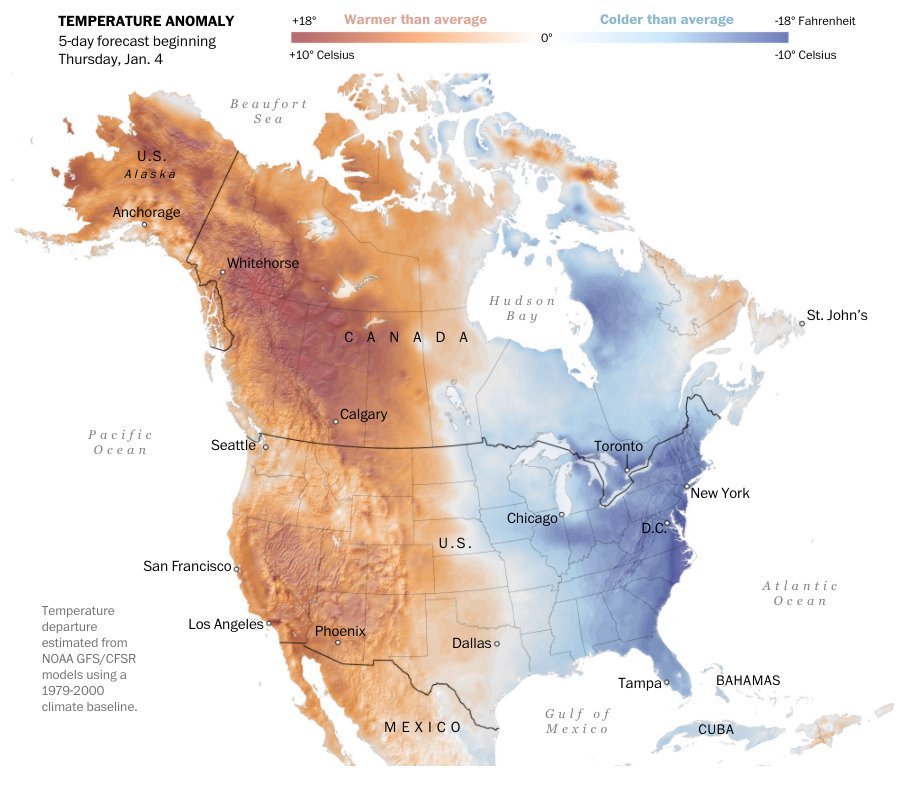 TEMPERATURE ANOMALY
5-day forecast beginning
Thursday, Jan. 4
+18° Warmer than average Colder than average -18° Fahrenheit
0°
+10° Celsius -10° Celsius
Beaufort
Sea
U.S.
Alaska
Anchorage
Whitehorse
Hudson
Bay
St. John's
CANADA
Calgary
Pacific
Ocean
Seattle
Toronto
New York
Chicago
D.C.
U.S.
San Francisco
Atlantic
Ocean
Los Angeles
Phoenix
Dallas
Temperature
departure
estimated from
NOAA GFS/CFSR
models using a
1979-2000
climate baseline.
Tampa
BAHAMAS
Gulf of
Mexico
MEXICO
CUBA